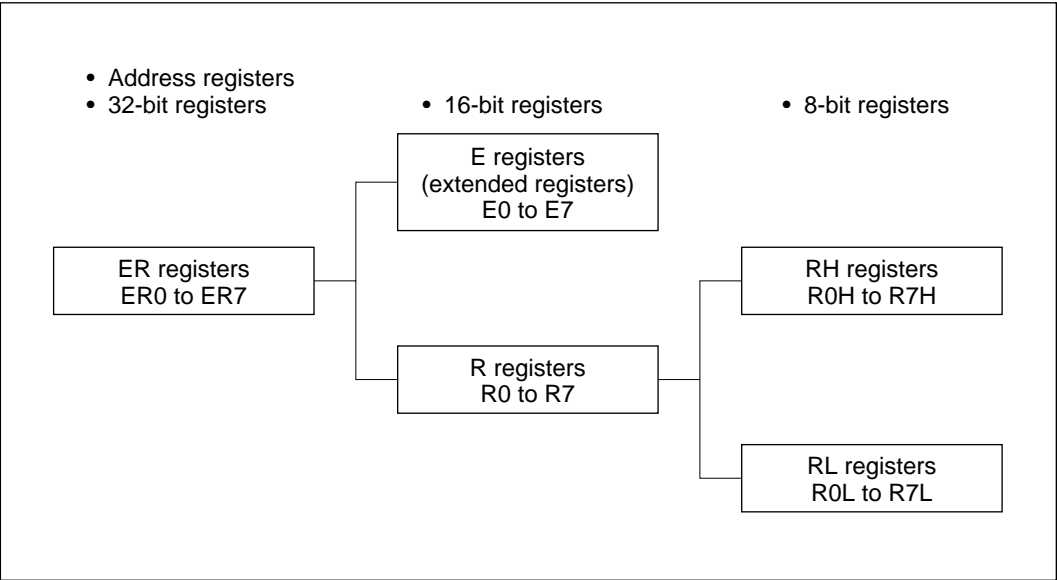 • Address registers
• 32-bit registers
• 16-bit registers
• 8-bit registers
E registers
(extended registers)
E0 to E7
ER registers
ER0 to ER7
RH registers
R0H to R7H
R registers
R0 to R7
RL registers
R0L to R7L